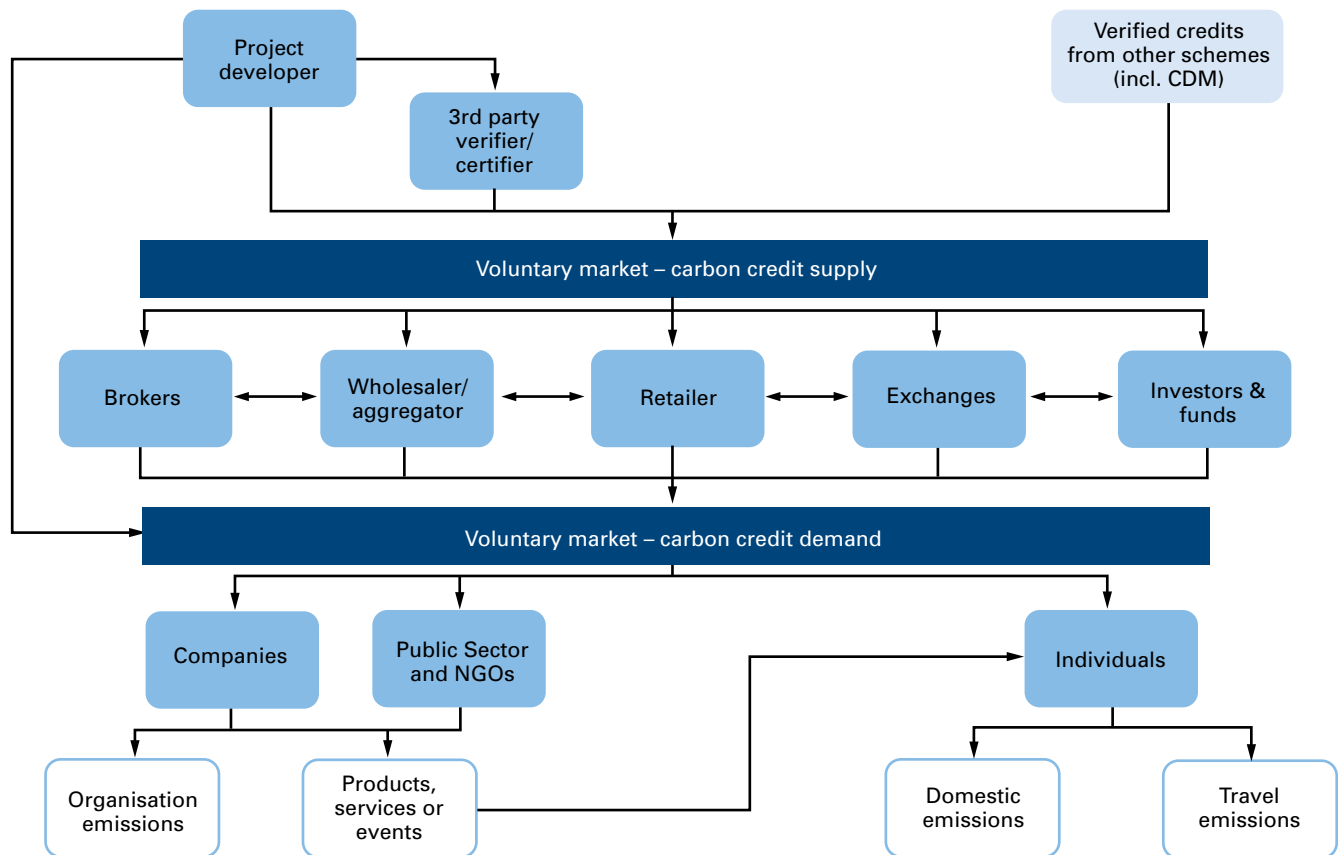 Project
developer
Verified credits
from other schemes
(incl. CDM)
3rd party
verifier/
certifier
Voluntary market – carbon credit supply
Brokers
Wholesaler/
aggregator
Retailer
Exchanges
Investors &
funds
Voluntary market – carbon credit demand
Companies
Public Sector
and NGOs
Individuals
Organisation
emissions
Products,
services or
events
Domestic
emissions
Travel
emissions